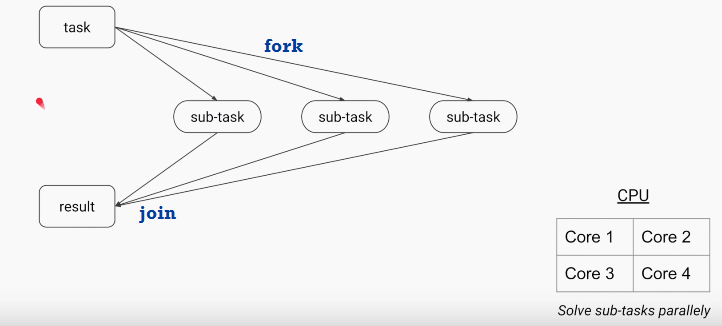 task
fork
sub-task
sub-task
sub-task
result
join
CPU
Core 1
Core 2
Core 3
Core 4
Solve sub-tasks parallely